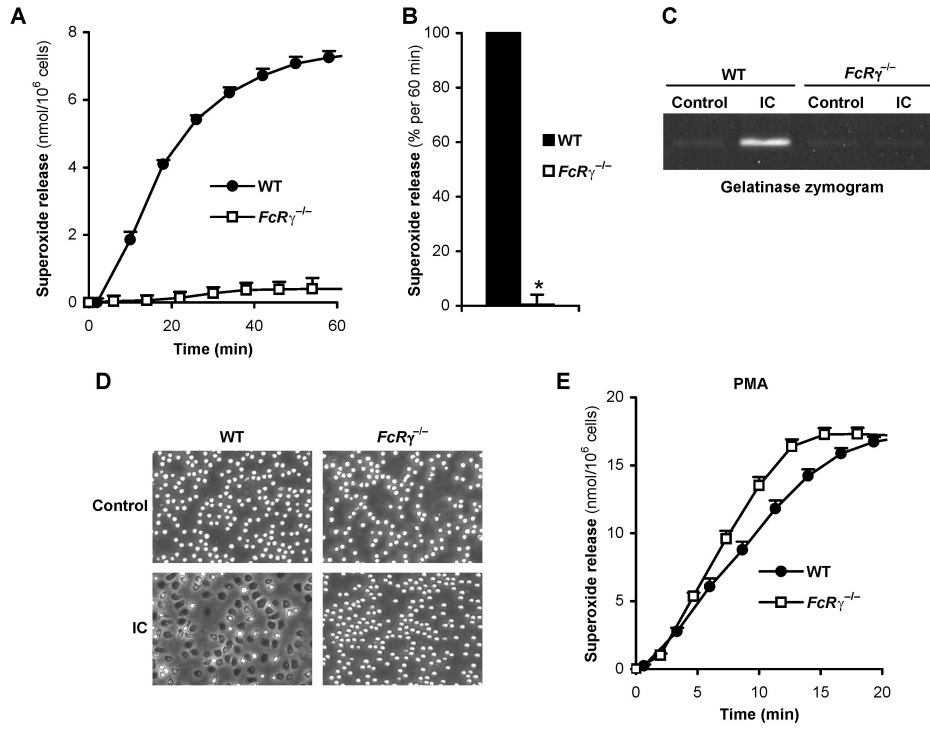 A
Superoxide release (nmol/10⁶ cells)
8
6
4
2
0
0 20 40 60
Time (min)
WT
FcRγ⁻/⁻
B
Superoxide release (% per 60 min)
100
80
60
40
20
0
*
WT
FcRγ⁻/⁻
C
WT FcRγ⁻/⁻
Control IC Control IC
Gelatinase zymogram
D
WT FcRγ⁻/⁻
Control
IC
E
PMA
Superoxide release (nmol/10⁶ cells)
20
15
10
5
0
0 5 10 15 20
Time (min)
WT
FcRγ⁻/⁻